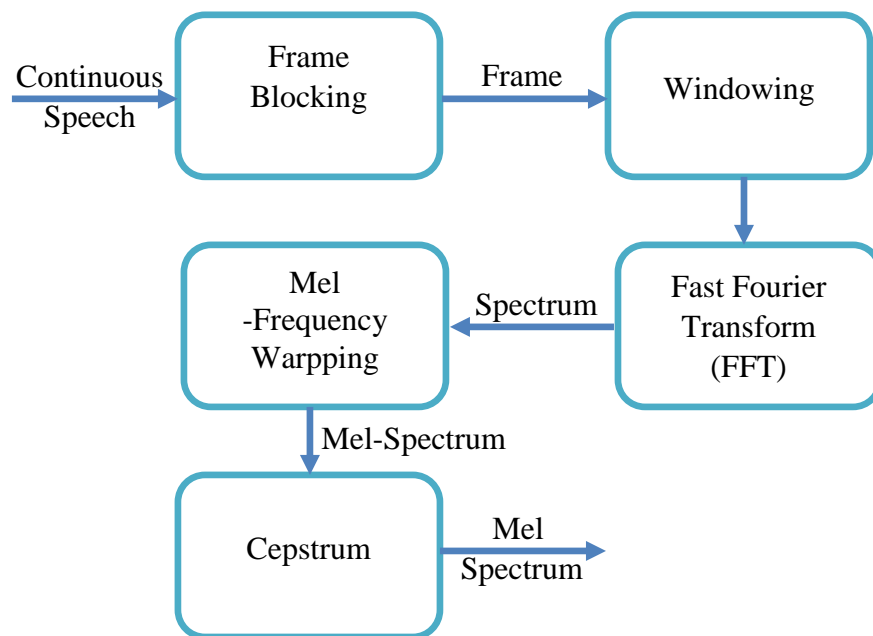 Continuous
Speech
Frame
Blocking
Frame
Windowing
Fast Fourier
Transform
(FFT)
Spectrum
Mel
-Frequency
Warpping
Mel-Spectrum
Cepstrum
Mel
Spectrum